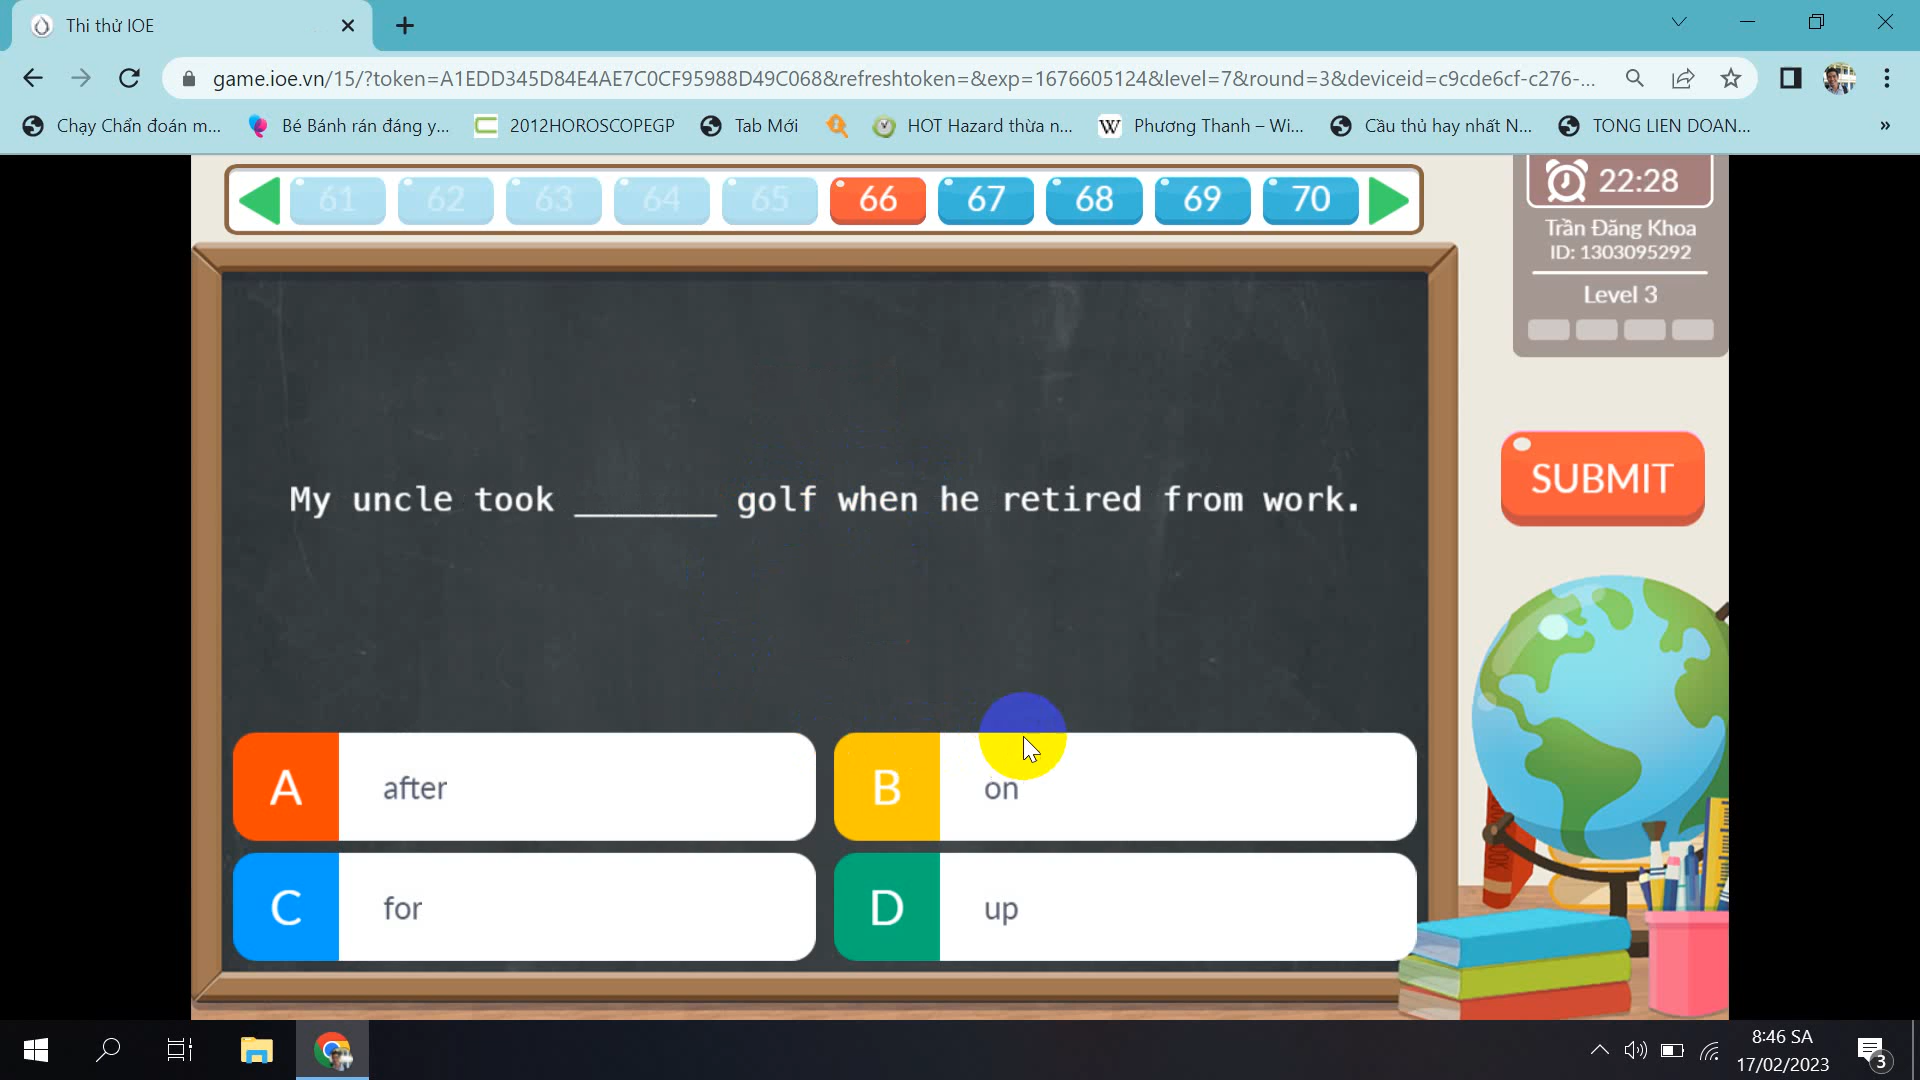 Thi thử IOE
game.ioe.vn/15/?token=A1EDD345D84E4AE7C0CF95988D49C068&refreshtoken=&exp=1676605124&level=7&round=3&deviceid=c9cde6cf-c276-...
Chạy Chẩn đoán m...
Bé Bánh rán đáng y...
2012HOROSCOPEGP
Tab Mới
HOT Hazard thừa n...
W Phương Thanh – Wi...
Cầu thủ hay nhất N...
TONG LIEN DOAN...
»
61 62 63 64 65 66 67 68 69 70
22:28
Trần Đăng Khoa
ID: 1303095292
Level 3
My uncle took _______ golf when he retired from work.
SUBMIT
A after
B on
C for
D up
8:46 SA
17/02/2023
3